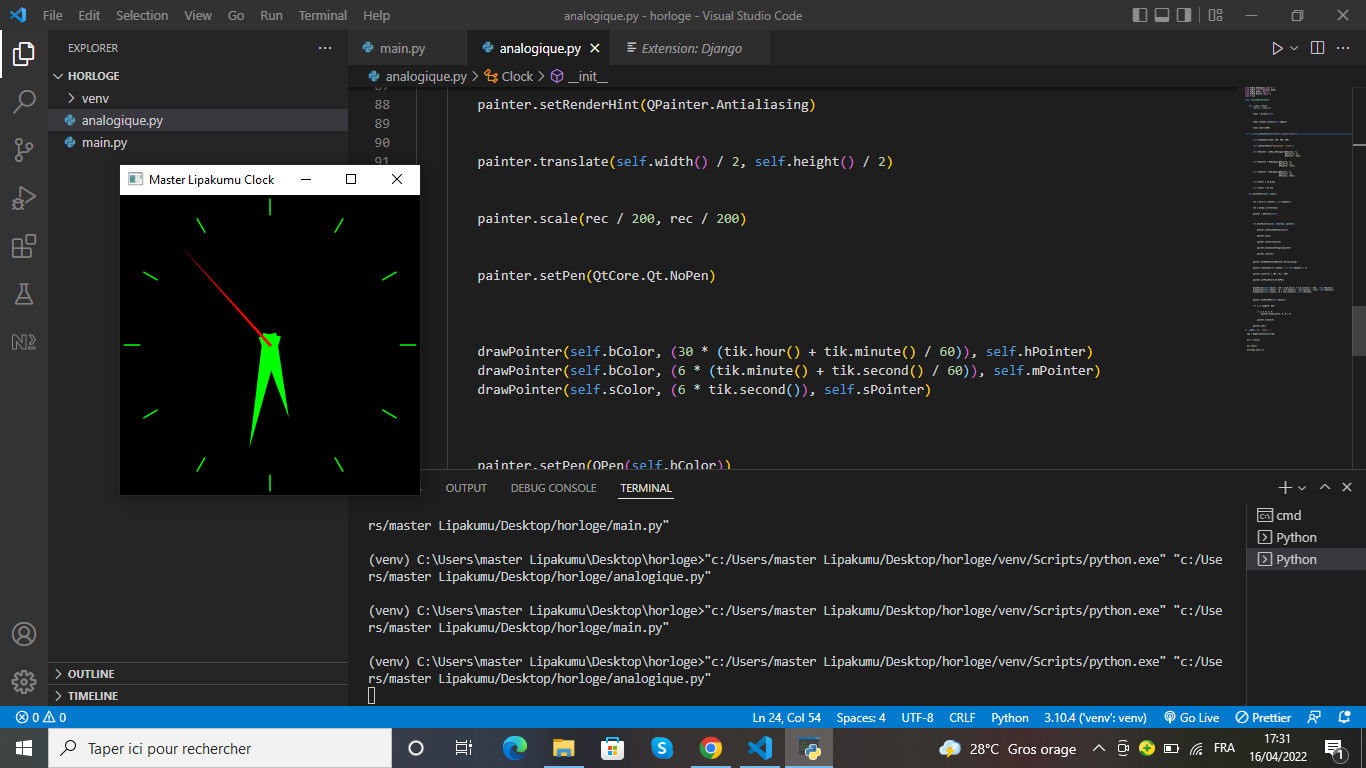 File Edit Selection View Go Run Terminal Help
analogique.py - horloge - Visual Studio Code
EXPLORER
HORLOGE
venv
analogique.py
main.py
main.py analogique.py Extension: Django
analogique.py > Clock > __init__
Master Lipakumu Clock
88 painter.setRenderHint(QPainter.Antialiasing)
89
90
91 painter.translate(self.width() / 2, self.height() / 2)
painter.scale(rec / 200, rec / 200)
painter.setPen(QtCore.Qt.NoPen)
drawPointer(self.bColor, (30 * (tik.hour() + tik.minute() / 60)), self.hPointer)
drawPointer(self.bColor, (6 * (tik.minute() + tik.second() / 60)), self.mPointer)
drawPointer(self.sColor, (6 * tik.second()), self.sPointer)
painter.setPen(QPen(self.bColor))
OUTPUT DEBUG CONSOLE TERMINAL
rs/master Lipakumu/Desktop/horloge/main.py"
(venv) C:\Users\master Lipakumu\Desktop\horloge>"c:/Users/master Lipakumu/Desktop/horloge/venv/Scripts/python.exe" "c:/Use
rs/master Lipakumu/Desktop/horloge/analogique.py"
(venv) C:\Users\master Lipakumu\Desktop\horloge>"c:/Users/master Lipakumu/Desktop/horloge/venv/Scripts/python.exe" "c:/Use
rs/master Lipakumu/Desktop/horloge/main.py"
(venv) C:\Users\master Lipakumu\Desktop\horloge>"c:/Users/master Lipakumu/Desktop/horloge/venv/Scripts/python.exe" "c:/Use
rs/master Lipakumu/Desktop/horloge/analogique.py"
cmd
Python
Python
OUTLINE
TIMELINE
0 0 Ln 24, Col 54 Spaces: 4 UTF-8 CRLF Python 3.10.4 ('venv': venv) Go Live Prettier
Taper ici pour rechercher
28°C Gros orage FRA
17:31
16/04/2022
1